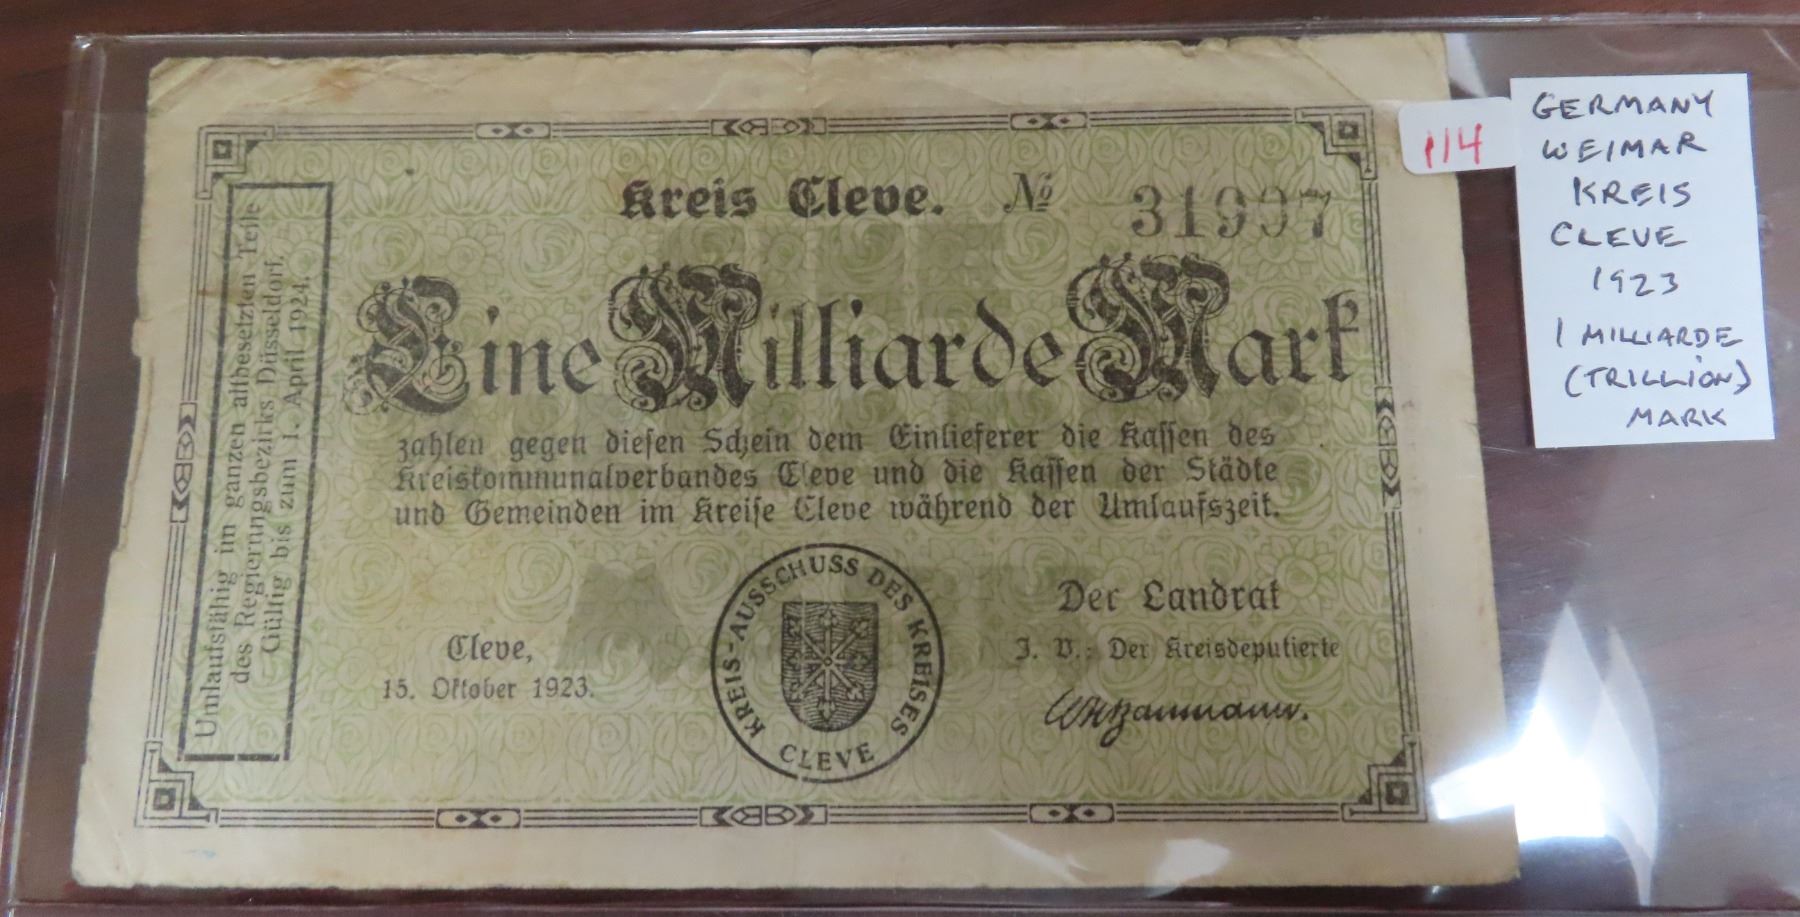 Kreis Cleve. № 31997
Eine Milliarde Mark
zahlen gegen diesen Schein dem Einlieferer die Kassen des
Kreiskommunalverbandes Cleve und die Kassen der Städte
und Gemeinden im Kreise Cleve während der Umlaufszeit.
Cleve,
15. Oktober 1923.
KREIS-AUSSCHUSS DES KREISES
CLEVE
Der Landrat
J. V.: Der Kreisdeputierte
Umlaufsfähig im ganzen altbesetzten Teile
des Regierungsbezirks Düsseldorf.
Gültig bis zum 1. April 1924.
114
GERMANY
WEIMAR
KREIS
CLEVE
1923
1 MILLIARDE
(TRILLION)
MARK